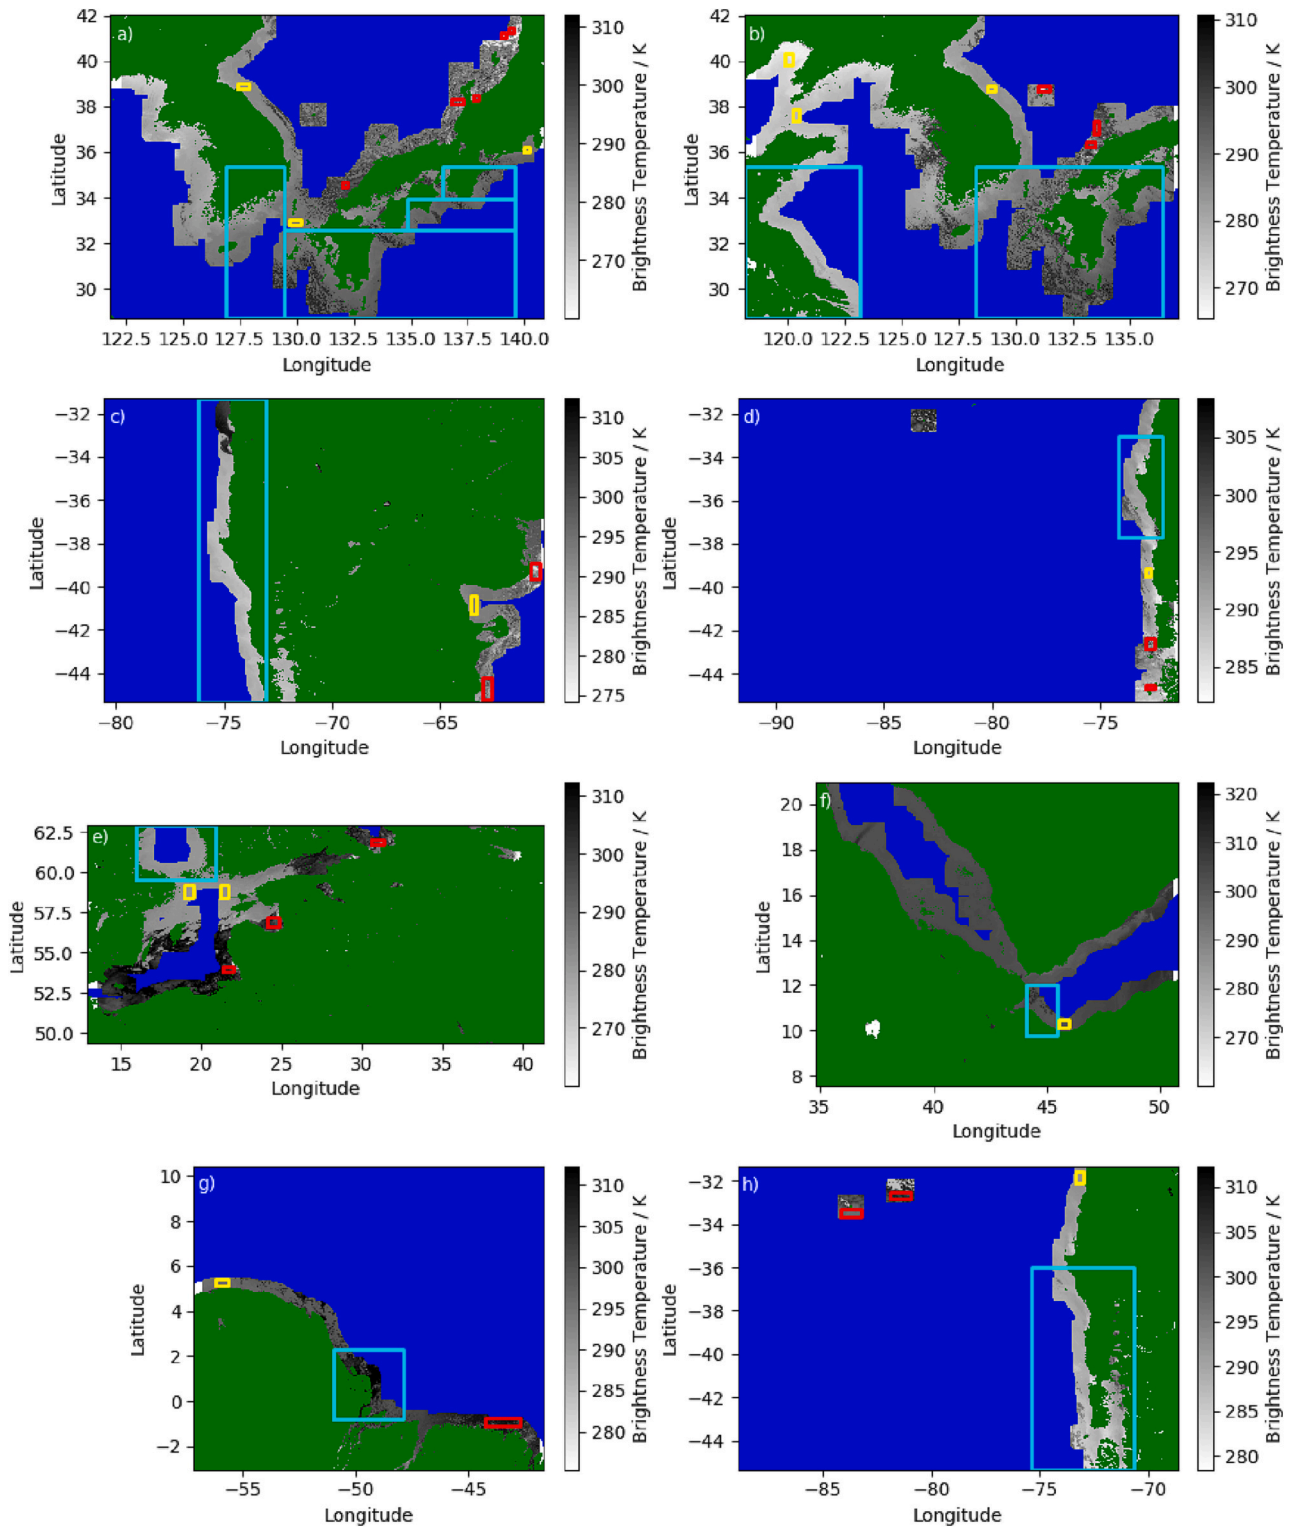 a)
42
40
38
36
34
32
30
Latitude
122.5 125.0 127.5 130.0 132.5 135.0 137.5 140.0
Longitude
310
300
290
280
270
Brightness Temperature / K
b)
42
40
38
36
34
32
30
Latitude
120.0 122.5 125.0 127.5 130.0 132.5 135.0
Longitude
310
300
290
280
270
Brightness Temperature / K
c)
−32
−34
−36
−38
−40
−42
−44
Latitude
−80 −75 −70 −65
Longitude
310
305
300
295
290
285
280
275
Brightness Temperature / K
d)
−32
−34
−36
−38
−40
−42
−44
Latitude
−90 −85 −80 −75
Longitude
305
300
295
290
285
Brightness Temperature / K
e)
62.5
60.0
57.5
55.0
52.5
50.0
Latitude
15 20 25 30 35 40
Longitude
310
300
290
280
270
Brightness Temperature / K
f)
20
18
16
14
12
10
8
Latitude
35 40 45 50
Longitude
320
310
300
290
280
270
Brightness Temperature / K
g)
10
8
6
4
2
0
−2
Latitude
−55 −50 −45
Longitude
310
305
300
295
290
285
280
Brightness Temperature / K
h)
−32
−34
−36
−38
−40
−42
−44
Latitude
−85 −80 −75 −70
Longitude
310
305
300
295
290
285
280
Brightness Temperature / K